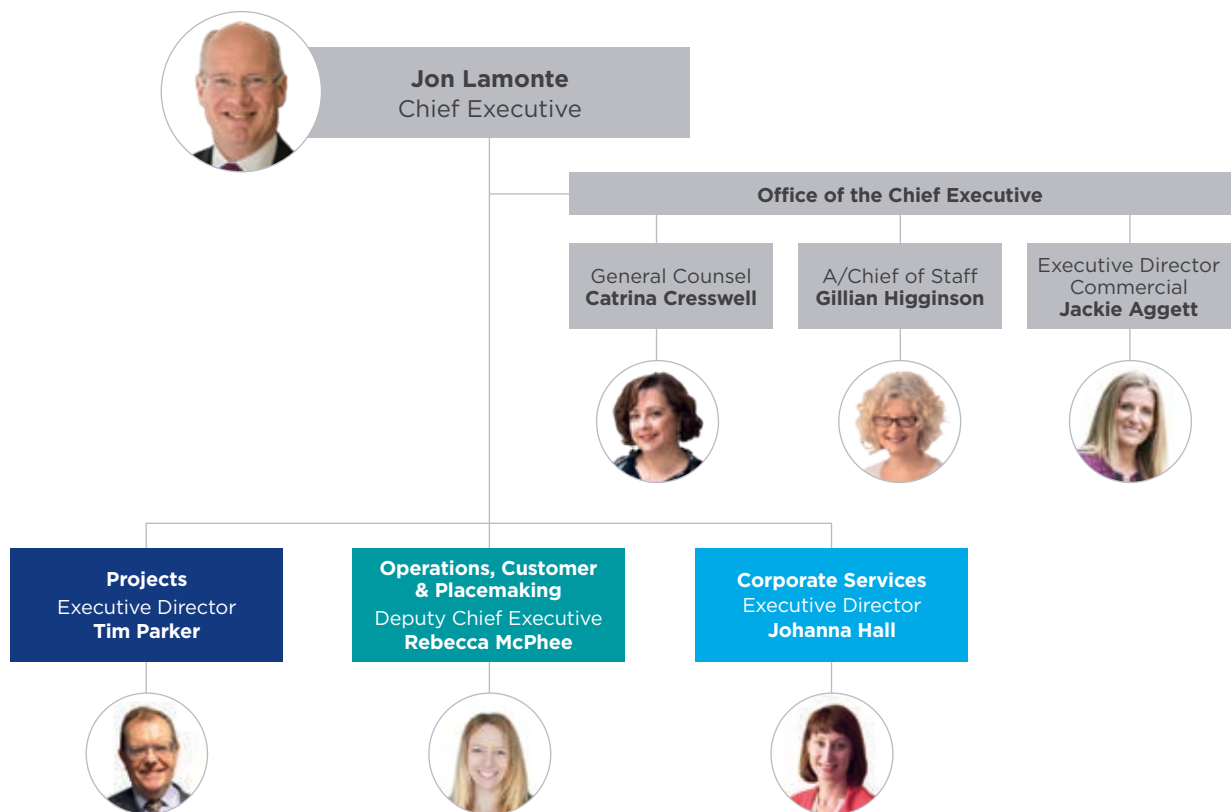 Jon Lamonte
Chief Executive
Office of the Chief Executive
General Counsel
Catrina Cresswell
A/Chief of Staff
Gillian Higginson
Executive Director
Commercial
Jackie Aggett
Projects
Executive Director
Tim Parker
Operations, Customer
& Placemaking
Deputy Chief Executive
Rebecca McPhee
Corporate Services
Executive Director
Johanna Hall